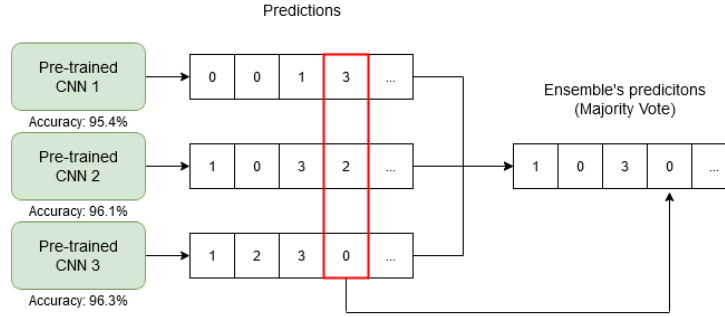 Predictions
Pre-trained
CNN 1
0 0 1 3 ...
Accuracy: 95.4%
Ensemble's predicitons
(Majority Vote)
Pre-trained
CNN 2
1 0 3 2 ...
1 0 3 0 ...
Accuracy: 96.1%
Pre-trained
CNN 3
1 2 3 0 ...
Accuracy: 96.3%